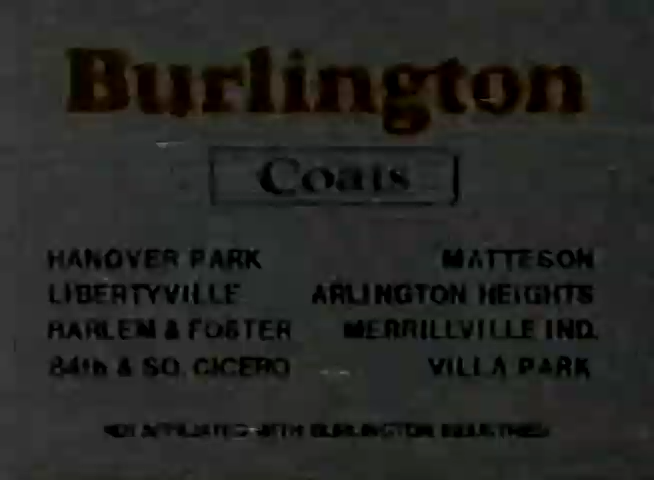 Burlington
Coats
HANOVER PARK MATTESON
LIBERTYVILLE ARLINGTON HEIGHTS
HARLEM & FOSTER MERRILLVILLE IND.
84th & SO. CICERO VILLA PARK
NOT AFFILIATED WITH BURLINGTON INDUSTRIES